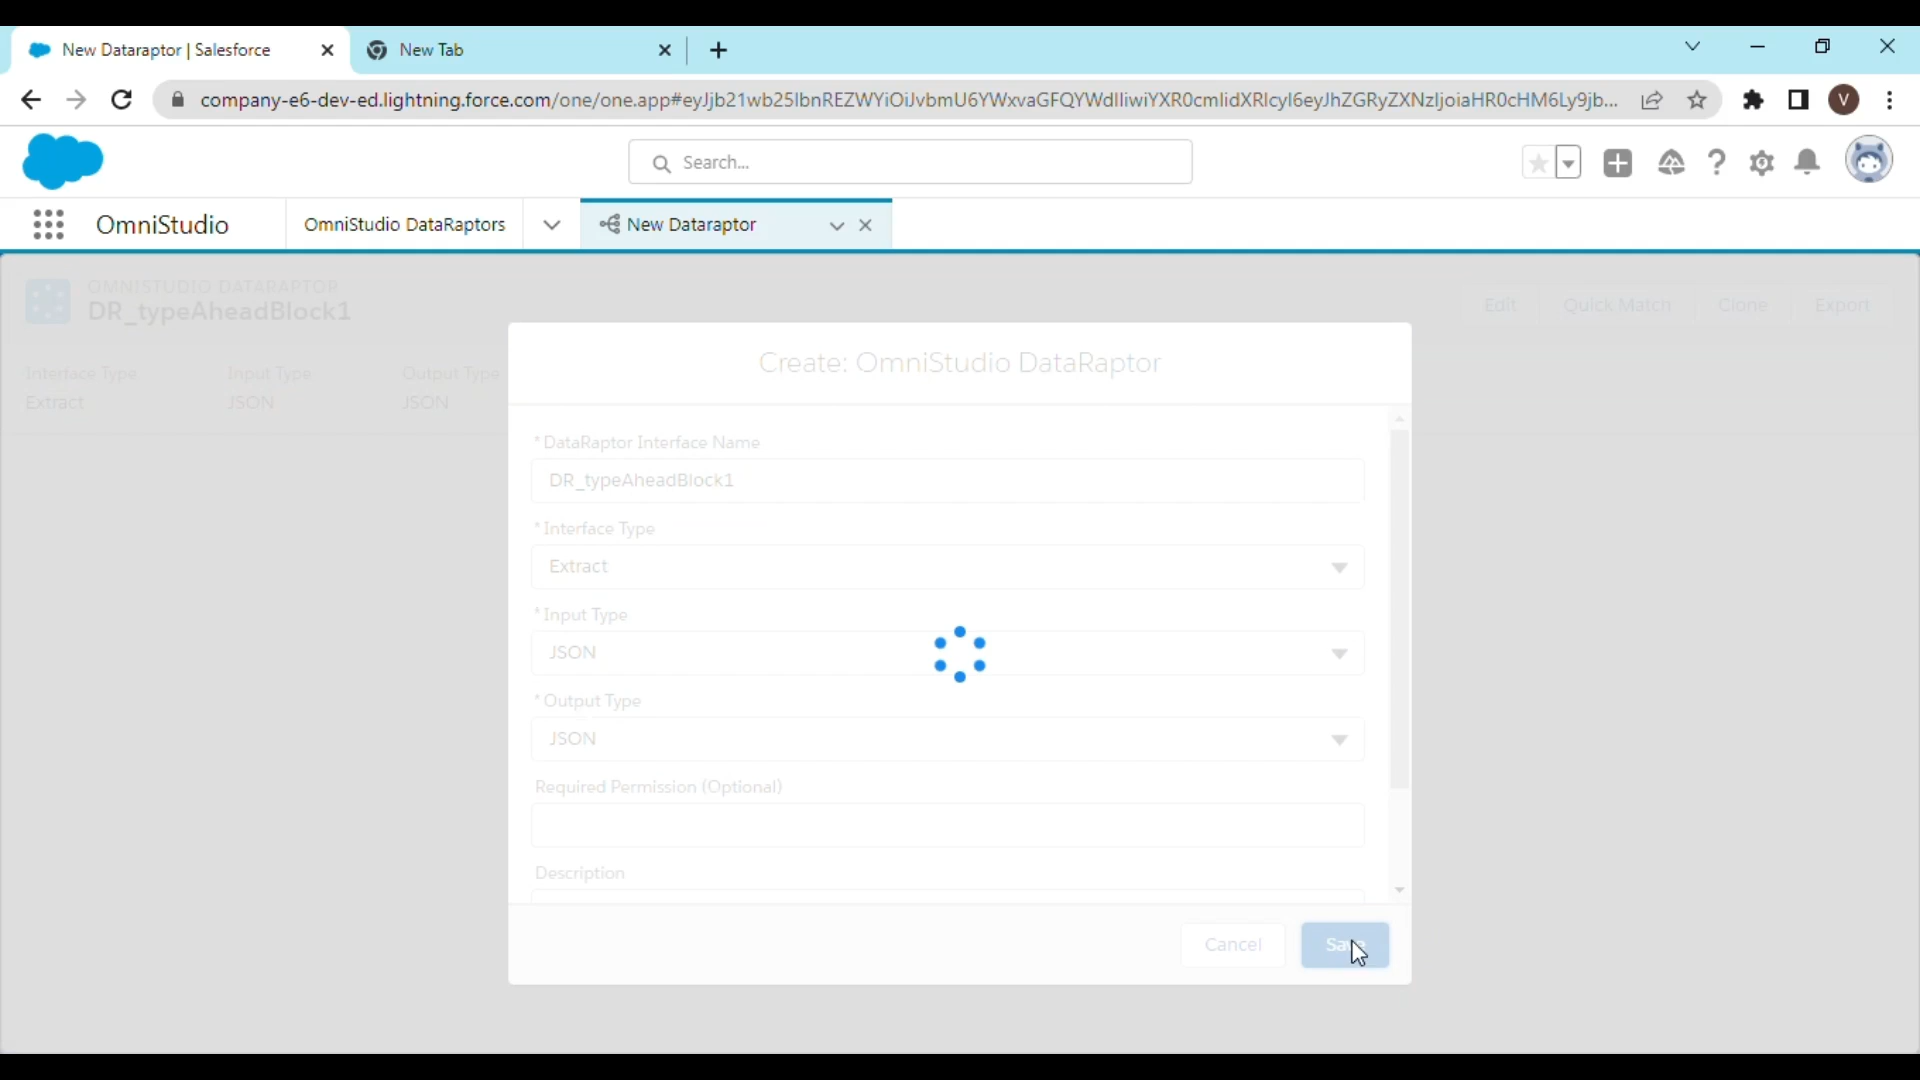 New Dataraptor | Salesforce
New Tab
company-e6-dev-ed.lightning.force.com/one/one.app#eyJjb21wb25lbnREZWYiOiJvbmU6YWxvaGFQYWdlIiwiYXR0cmlidXRlcyI6eyJhZGRyZXNzIjoiaHR0cHM6Ly9jb...
V
Search...
OmniStudio
OmniStudio DataRaptors
New Dataraptor
OMNISTUDIO DATARAPTOR
DR_typeAheadBlock1
Edit
Quick Match
Clone
Export
Interface Type
Input Type
Output Type
Extract
JSON
JSON
Create: OmniStudio DataRaptor
*DataRaptor Interface Name
DR_typeAheadBlock1
*Interface Type
Extract
*Input Type
JSON
*Output Type
JSON
Required Permission (Optional)
Description
Cancel
Save